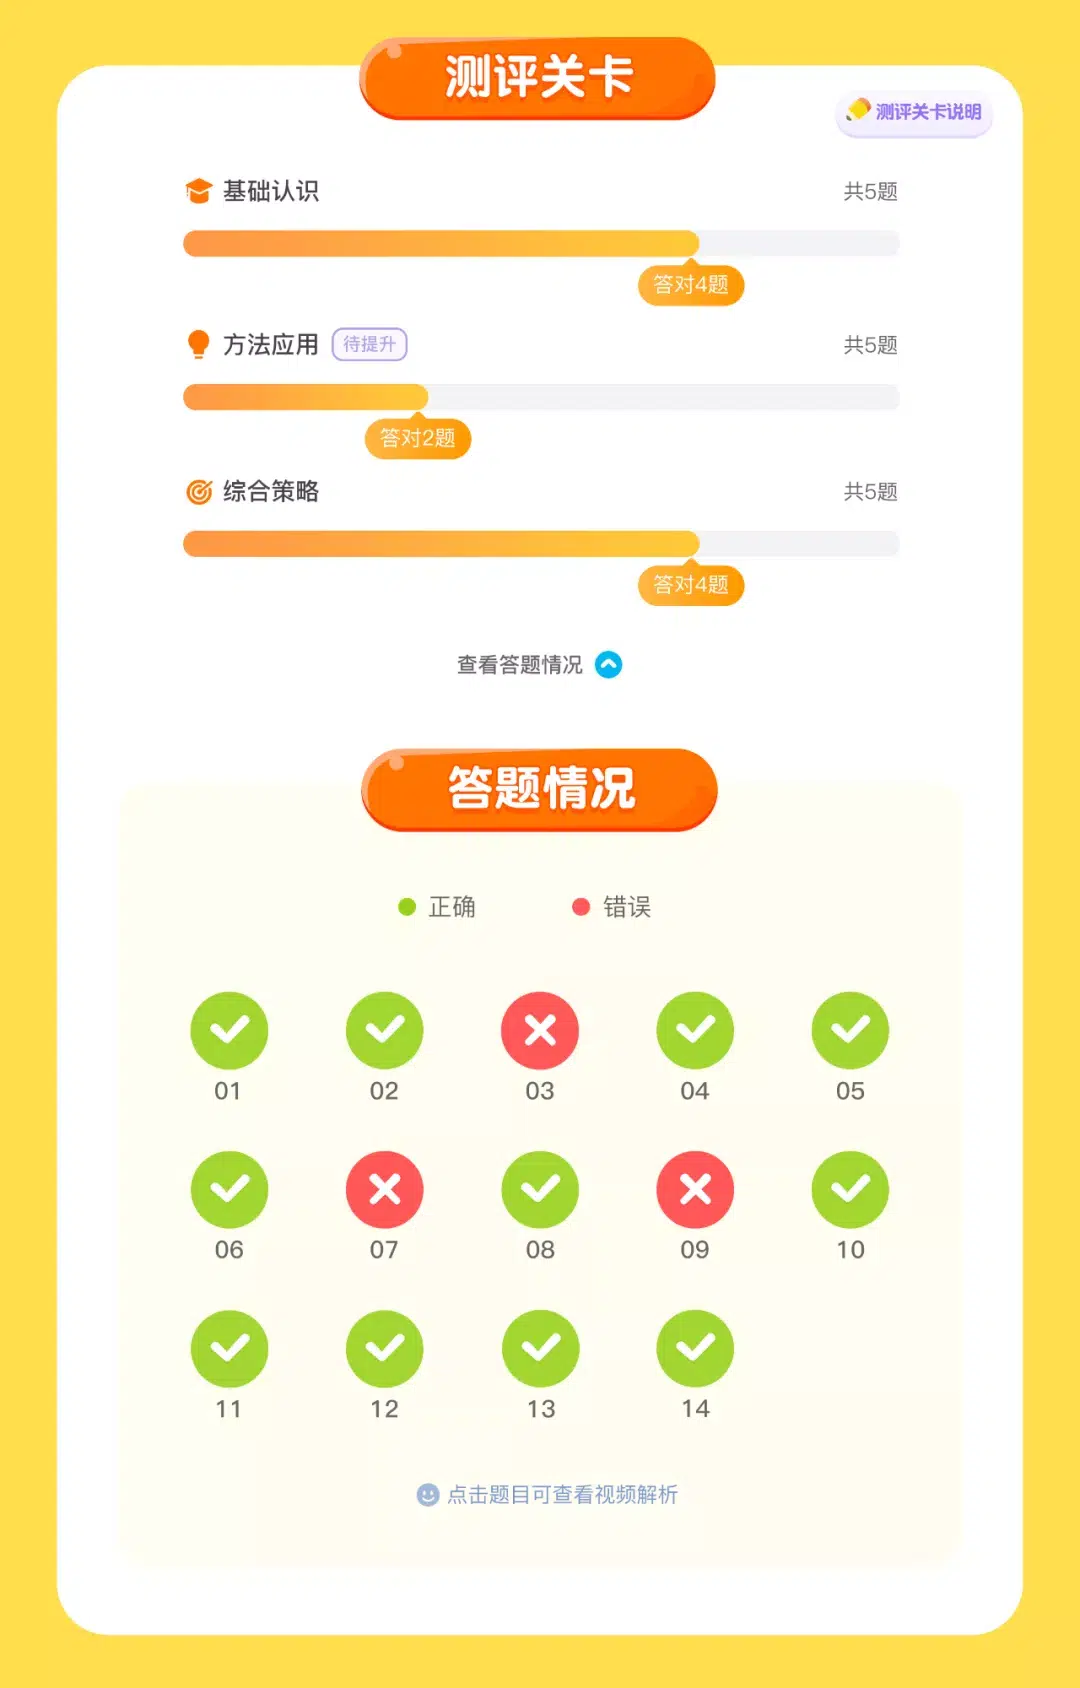 测评关卡
测评关卡说明
基础认识 共5题
答对4题
方法应用 待提升 共5题
答对2题
综合策略 共5题
答对4题
查看答题情况
答题情况
正确 错误
01 02 03 04 05
06 07 08 09 10
11 12 13 14
点击题目可查看视频解析